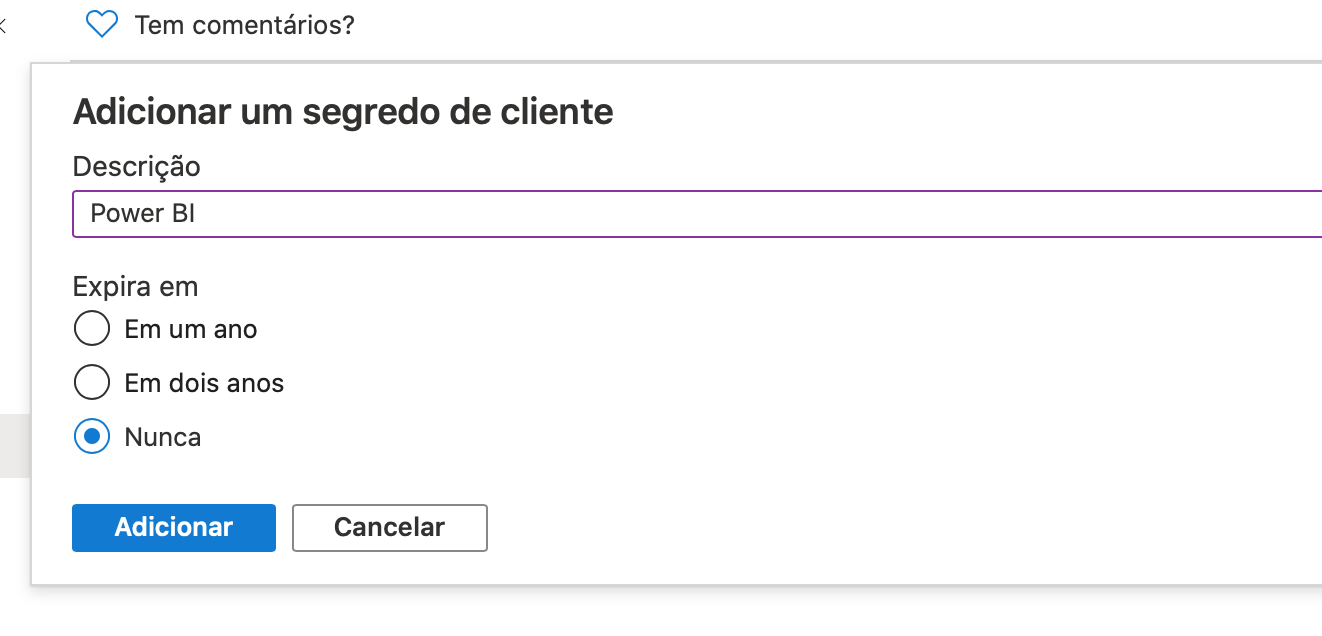 Tem comentários?
Adicionar um segredo de cliente
Descrição
Power BI
Expira em
Em um ano
Em dois anos
Nunca
Adicionar
Cancelar